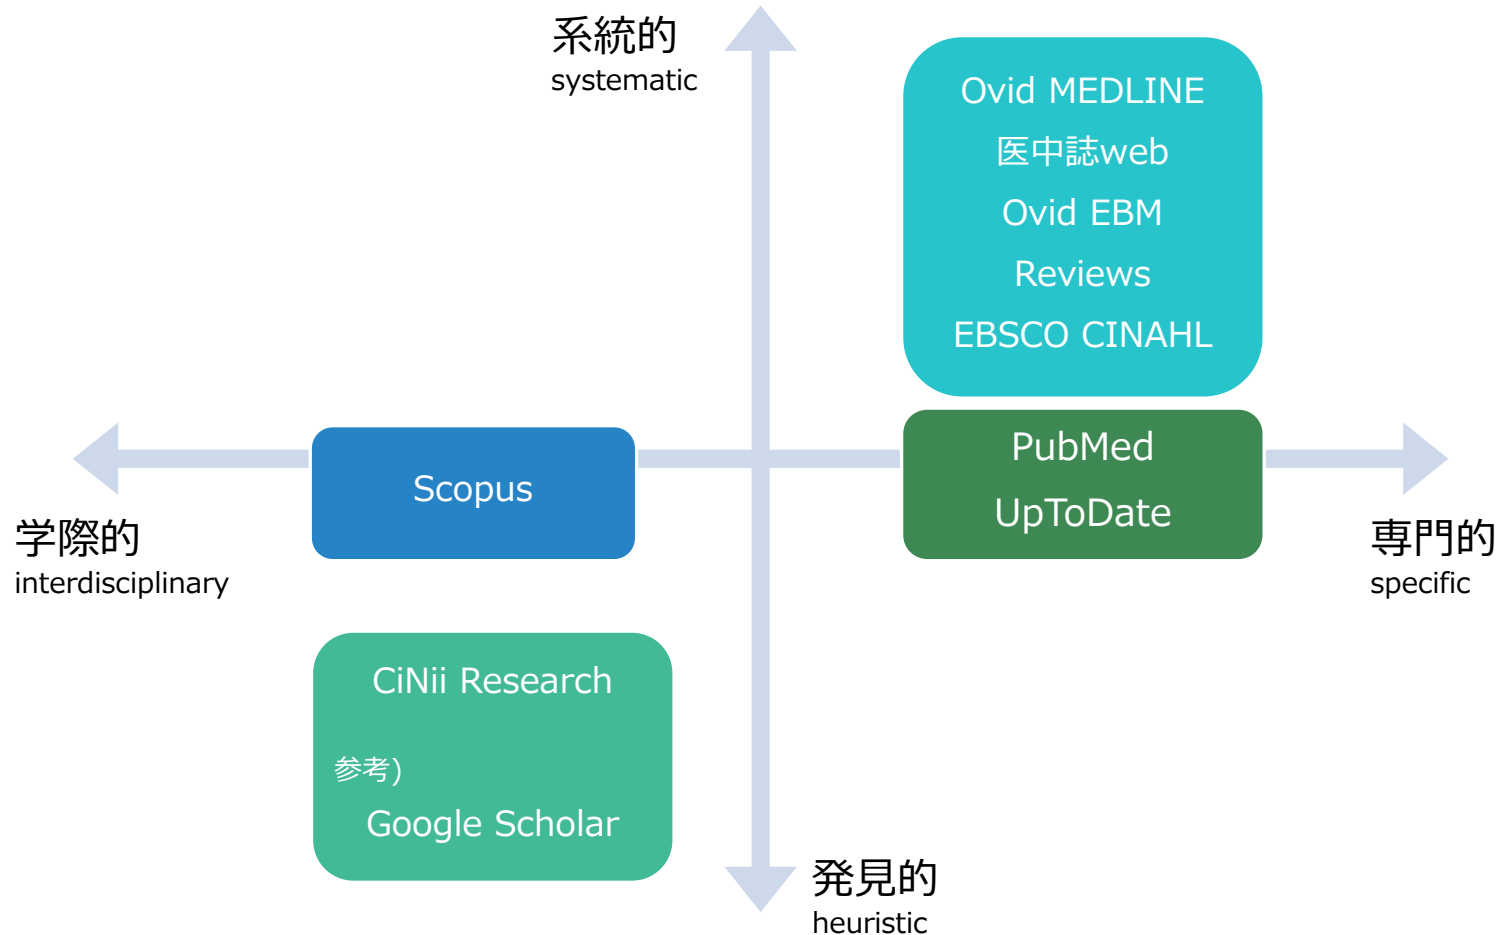 系統的
systematic
Ovid MEDLINE
医中誌web
Ovid EBM
Reviews
EBSCO CINAHL
Scopus
PubMed
UpToDate
学際的
interdisciplinary
専門的
specific
CiNii Research
参考)
Google Scholar
発見的
heuristic